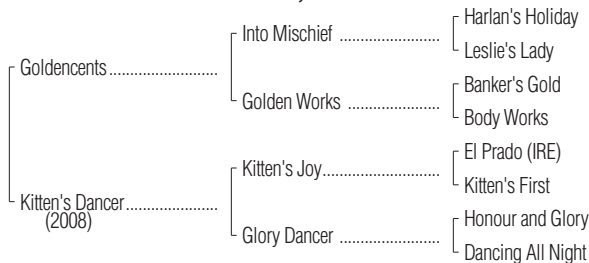 Harlan's Holiday
Into Mischief ....................
Leslie's Lady
Goldencents ......................
Banker's Gold
Golden Works ..................
Body Works
El Prado (IRE)
Kitten's Joy.......................
Kitten's First
Kitten's Dancer...................
(2008)
Honour and Glory
Glory Dancer ....................
Dancing All Night